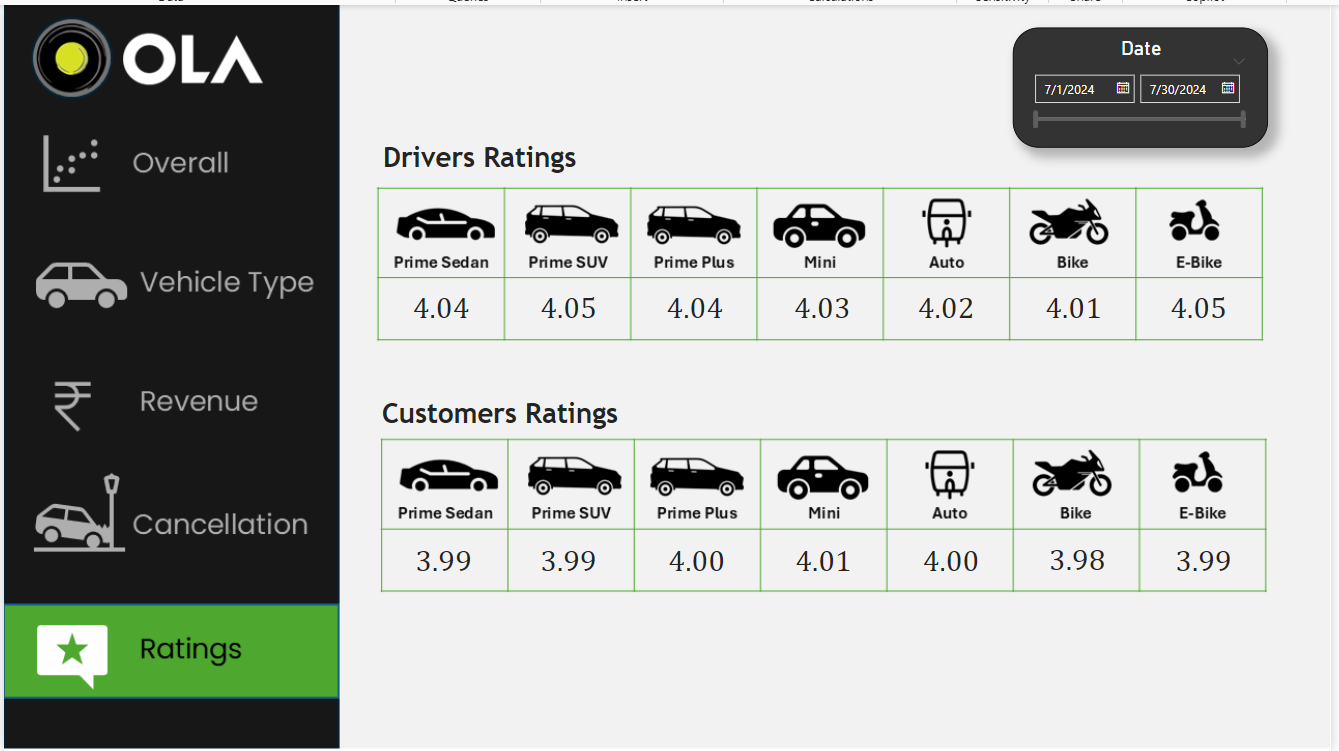 OLA
Overall
Vehicle Type
Revenue
Cancellation
Ratings
Date
7/1/2024 7/30/2024
Drivers Ratings
Prime Sedan Prime SUV Prime Plus Mini Auto Bike E-Bike
4.04 4.05 4.04 4.03 4.02 4.01 4.05
Customers Ratings
Prime Sedan Prime SUV Prime Plus Mini Auto Bike E-Bike
3.99 3.99 4.00 4.01 4.00 3.98 3.99